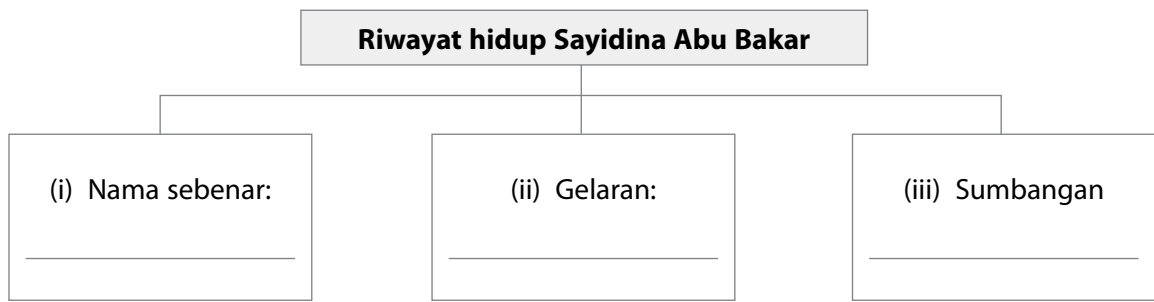 Riwayat hidup Sayidina Abu Bakar
(i) Nama sebenar:
(ii) Gelaran:
(iii) Sumbangan